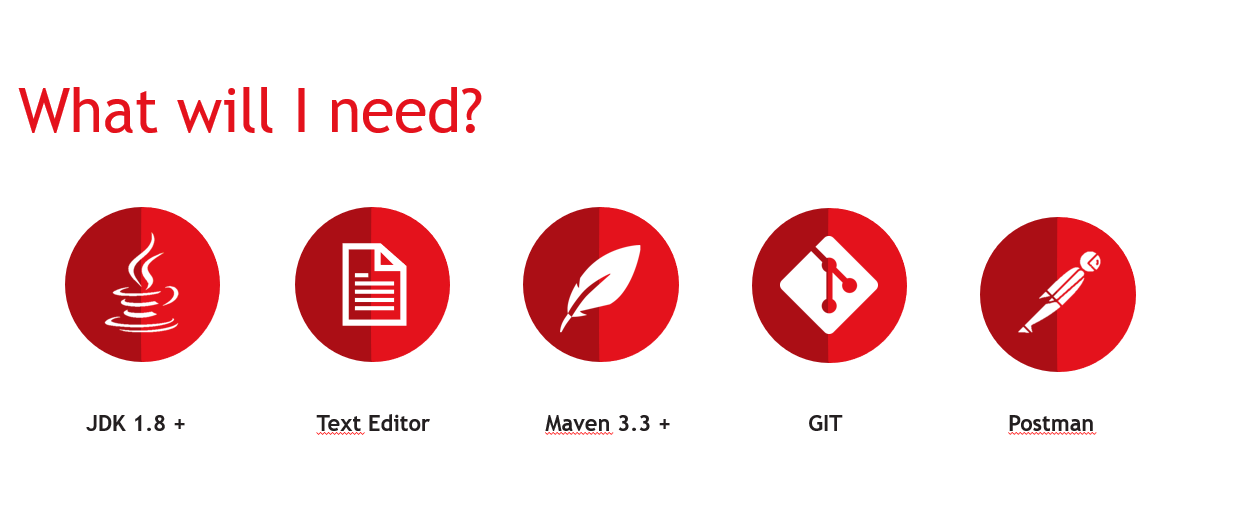 What will I need?
JDK 1.8 +
Text Editor
Maven 3.3 +
GIT
Postman